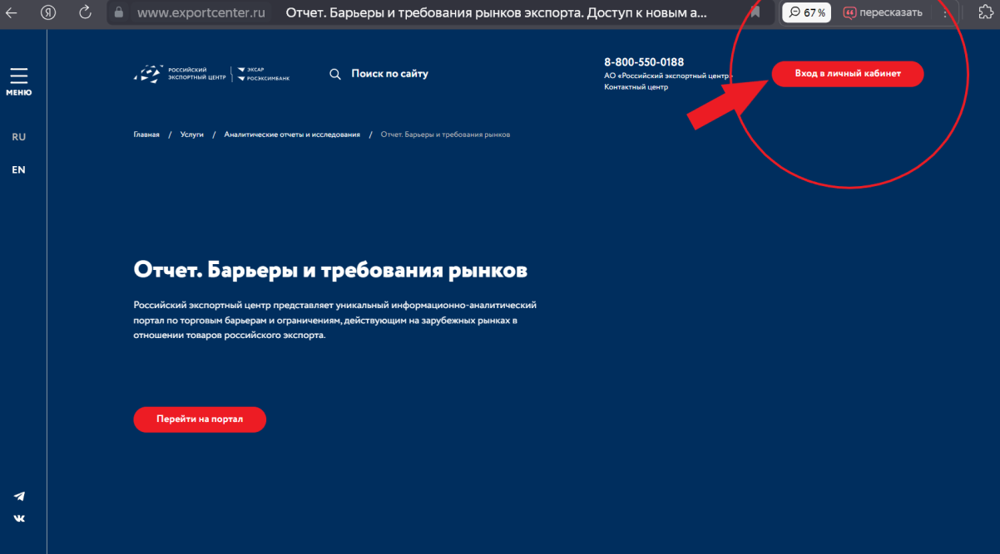 www.exportcenter.ru Отчет. Барьеры и требования рынков экспорта. Доступ к новым а... 67 % пересказать
МЕНЮ
RU
EN
РОССИЙСКИЙ
ЭКСПОРТНЫЙ ЦЕНТР
ЭКСАР
РОСЭКСИМБАНК
Поиск по сайту
8-800-550-0188
АО «Российский экспортный центр»
Контактный центр
Вход в личный кабинет
Главная / Услуги / Аналитические отчеты и исследования / Отчет. Барьеры и требования рынков
Отчет. Барьеры и требования рынков
Российский экспортный центр представляет уникальный информационно-аналитический
портал по торговым барьерам и ограничениям, действующим на зарубежных рынках в
отношении товаров российского экспорта.
Перейти на портал